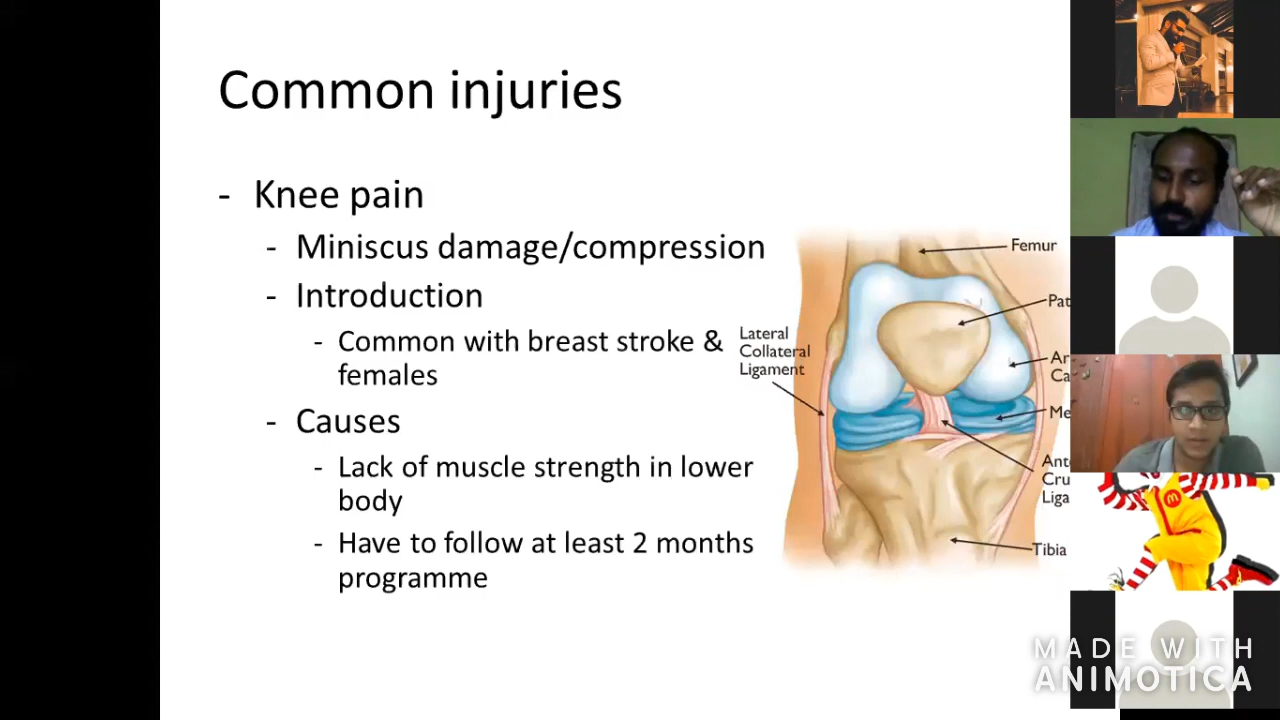 Common injuries
- Knee pain
- Miniscus damage/compression
- Introduction
- Common with breast stroke &
females
- Causes
- Lack of muscle strength in lower
body
- Have to follow at least 2 months
programme
Femur
Lateral
Collateral
Ligament
Tibia
MADE WITH
ANIMOTICA